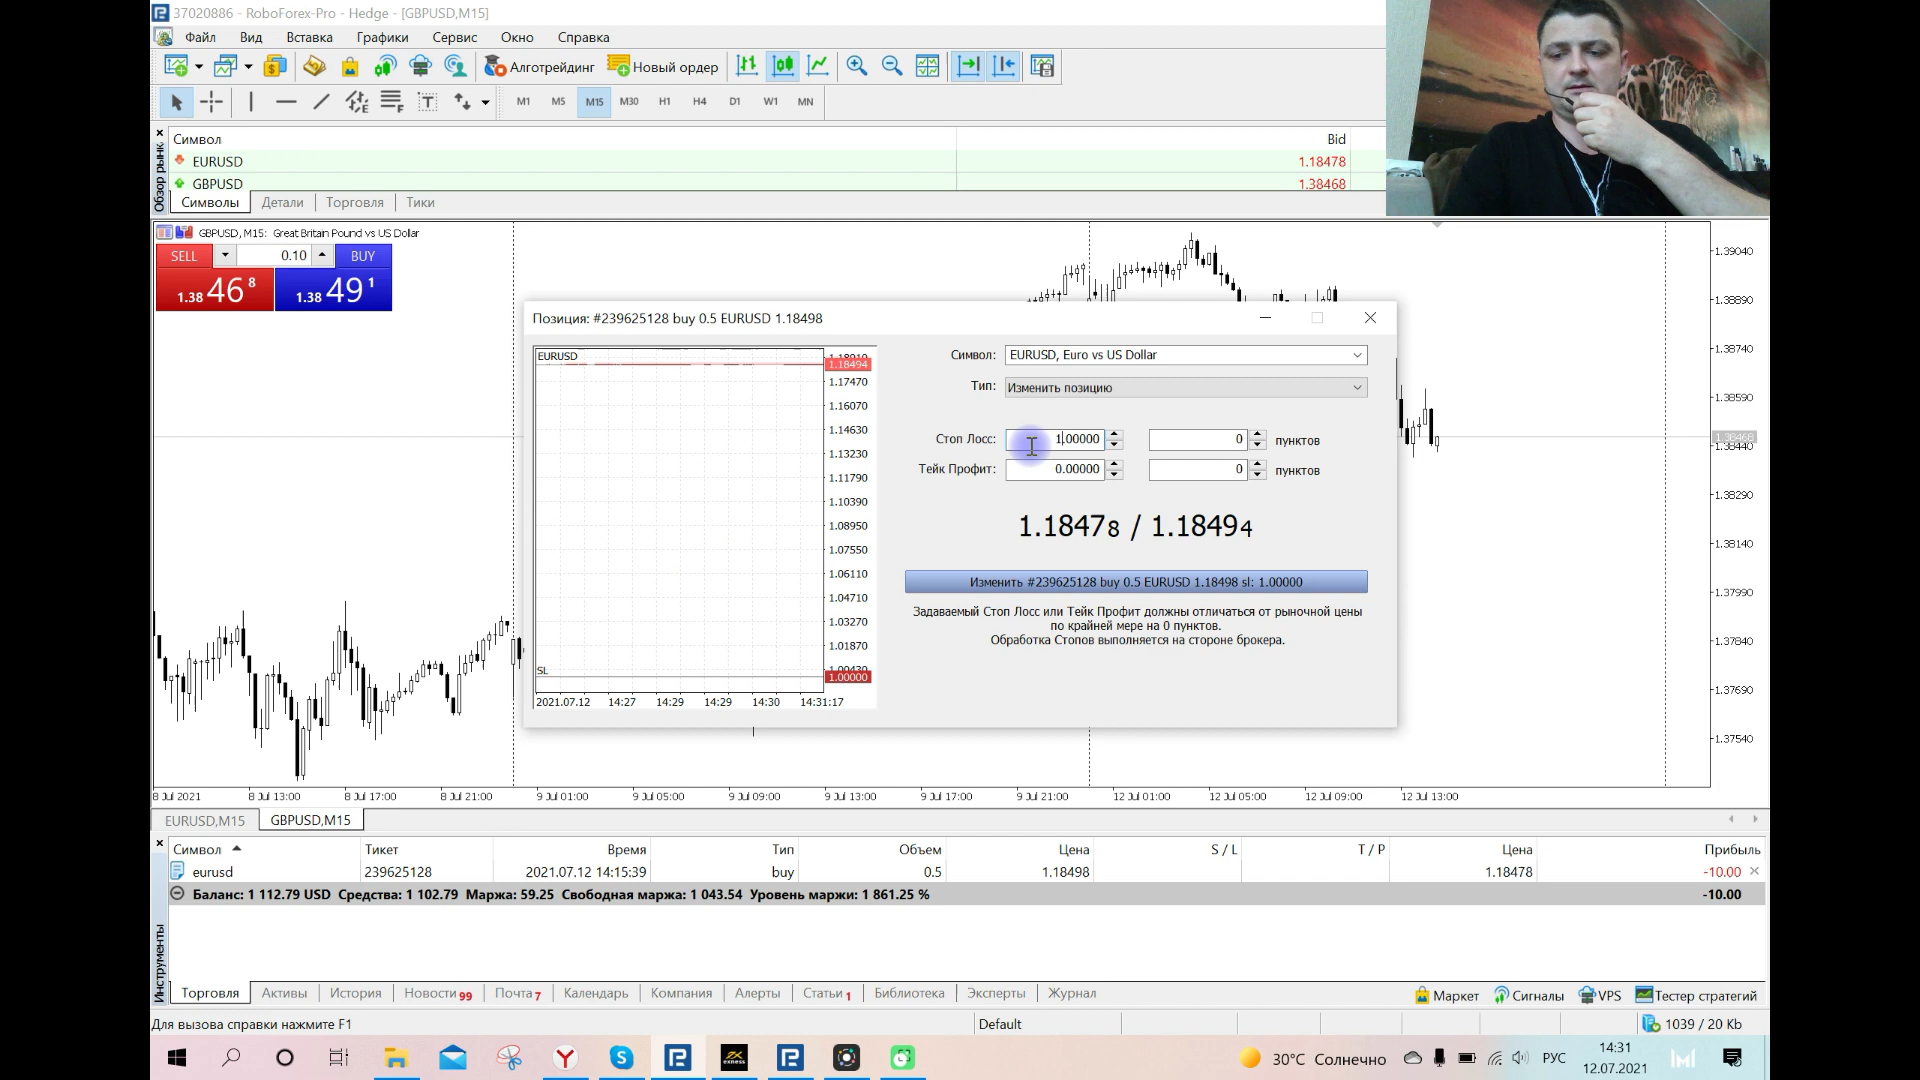 37020886 - RoboForex-Pro - Hedge - [GBPUSD,M15]
Файл Вид Вставка Графики Сервис Окно Справка
Алготрейдинг Новый ордер
M1 M5 M15 M30 H1 H4 D1 W1 MN
Символ Bid
EURUSD 1.18478
GBPUSD 1.38468
Обзор рынк
Символы Детали Торговля Тики
GBPUSD, M15: Great Britain Pound vs US Dollar
SELL 0.10 BUY
1.38 46 8 1.38 49 1
1.39040
1.38890
1.38740
1.38590
1.38468
1.38440
1.38290
1.38140
1.37990
1.37840
1.37690
1.37540
Позиция: #239625128 buy 0.5 EURUSD 1.18498
EURUSD
1.18494
1.17470
1.16070
1.14630
1.13230
1.11790
1.10390
1.08950
1.07550
1.06110
1.04710
1.03270
1.01870
1.00430
SL
1.00000
2021.07.12 14:27 14:29 14:29 14:30 14:31:17
Символ: EURUSD, Euro vs US Dollar
Тип: Изменить позицию
Стоп Лосс: 1.00000 0 пунктов
Тейк Профит: 0.00000 0 пунктов
1.18478 / 1.18494
Изменить #239625128 buy 0.5 EURUSD 1.18498 sl: 1.00000
Задаваемый Стоп Лосс или Тейк Профит должны отличаться от рыночной цены
по крайней мере на 0 пунктов.
Обработка Стопов выполняется на стороне брокера.
8 Jul 2021 8 Jul 13:00 8 Jul 17:00 8 Jul 21:00 9 Jul 01:00 9 Jul 05:00 9 Jul 09:00 9 Jul 13:00 9 Jul 17:00 9 Jul 21:00 12 Jul 01:00 12 Jul 05:00 12 Jul 09:00 12 Jul 13:00
EURUSD,M15 GBPUSD,M15
Символ Тикет Время Тип Объем Цена S / L T / P Цена Прибыль
eurusd 239625128 2021.07.12 14:15:39 buy 0.5 1.18498 1.18478 -10.00
Баланс: 1 112.79 USD Средства: 1 102.79 Маржа: 59.25 Свободная маржа: 1 043.54 Уровень маржи: 1 861.25 % -10.00
Инструменты
Торговля Активы История Новости 99 Почта 7 Календарь Компания Алерты Статьи 1 Библиотека Эксперты Журнал Маркет Сигналы VPS Тестер стратегий
Для вызова справки нажмите F1 Default 1039 / 20 Kb
exness 30°C Солнечно РУС 14:31
12.07.2021